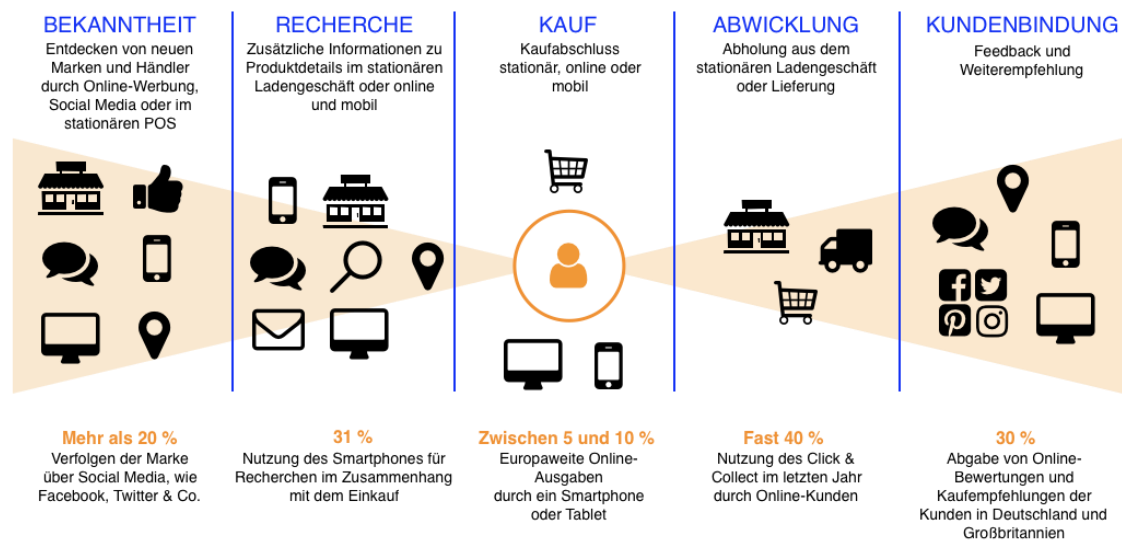 BEKANNTHEIT
Entdecken von neuen
Marken und Händler
durch Online-Werbung,
Social Media oder im
stationären POS
RECHERCHE
Zusätzliche Informationen zu
Produktdetails im stationären
Ladengeschäft oder online
und mobil
KAUF
Kaufabschluss
stationär, online oder
mobil
ABWICKLUNG
Abholung aus dem
stationären Ladengeschäft
oder Lieferung
KUNDENBINDUNG
Feedback und
Weiterempfehlung
Mehr als 20 %
Verfolgen der Marke
über Social Media, wie
Facebook, Twitter & Co.
31 %
Nutzung des Smartphones für
Recherchen im Zusammenhang
mit dem Einkauf
Zwischen 5 und 10 %
Europaweite Online-
Ausgaben
durch ein Smartphone
oder Tablet
Fast 40 %
Nutzung des Click &
Collect im letzten Jahr
durch Online-Kunden
30 %
Abgabe von Online-
Bewertungen und
Kaufempfehlungen der
Kunden in Deutschland und
Großbritannien